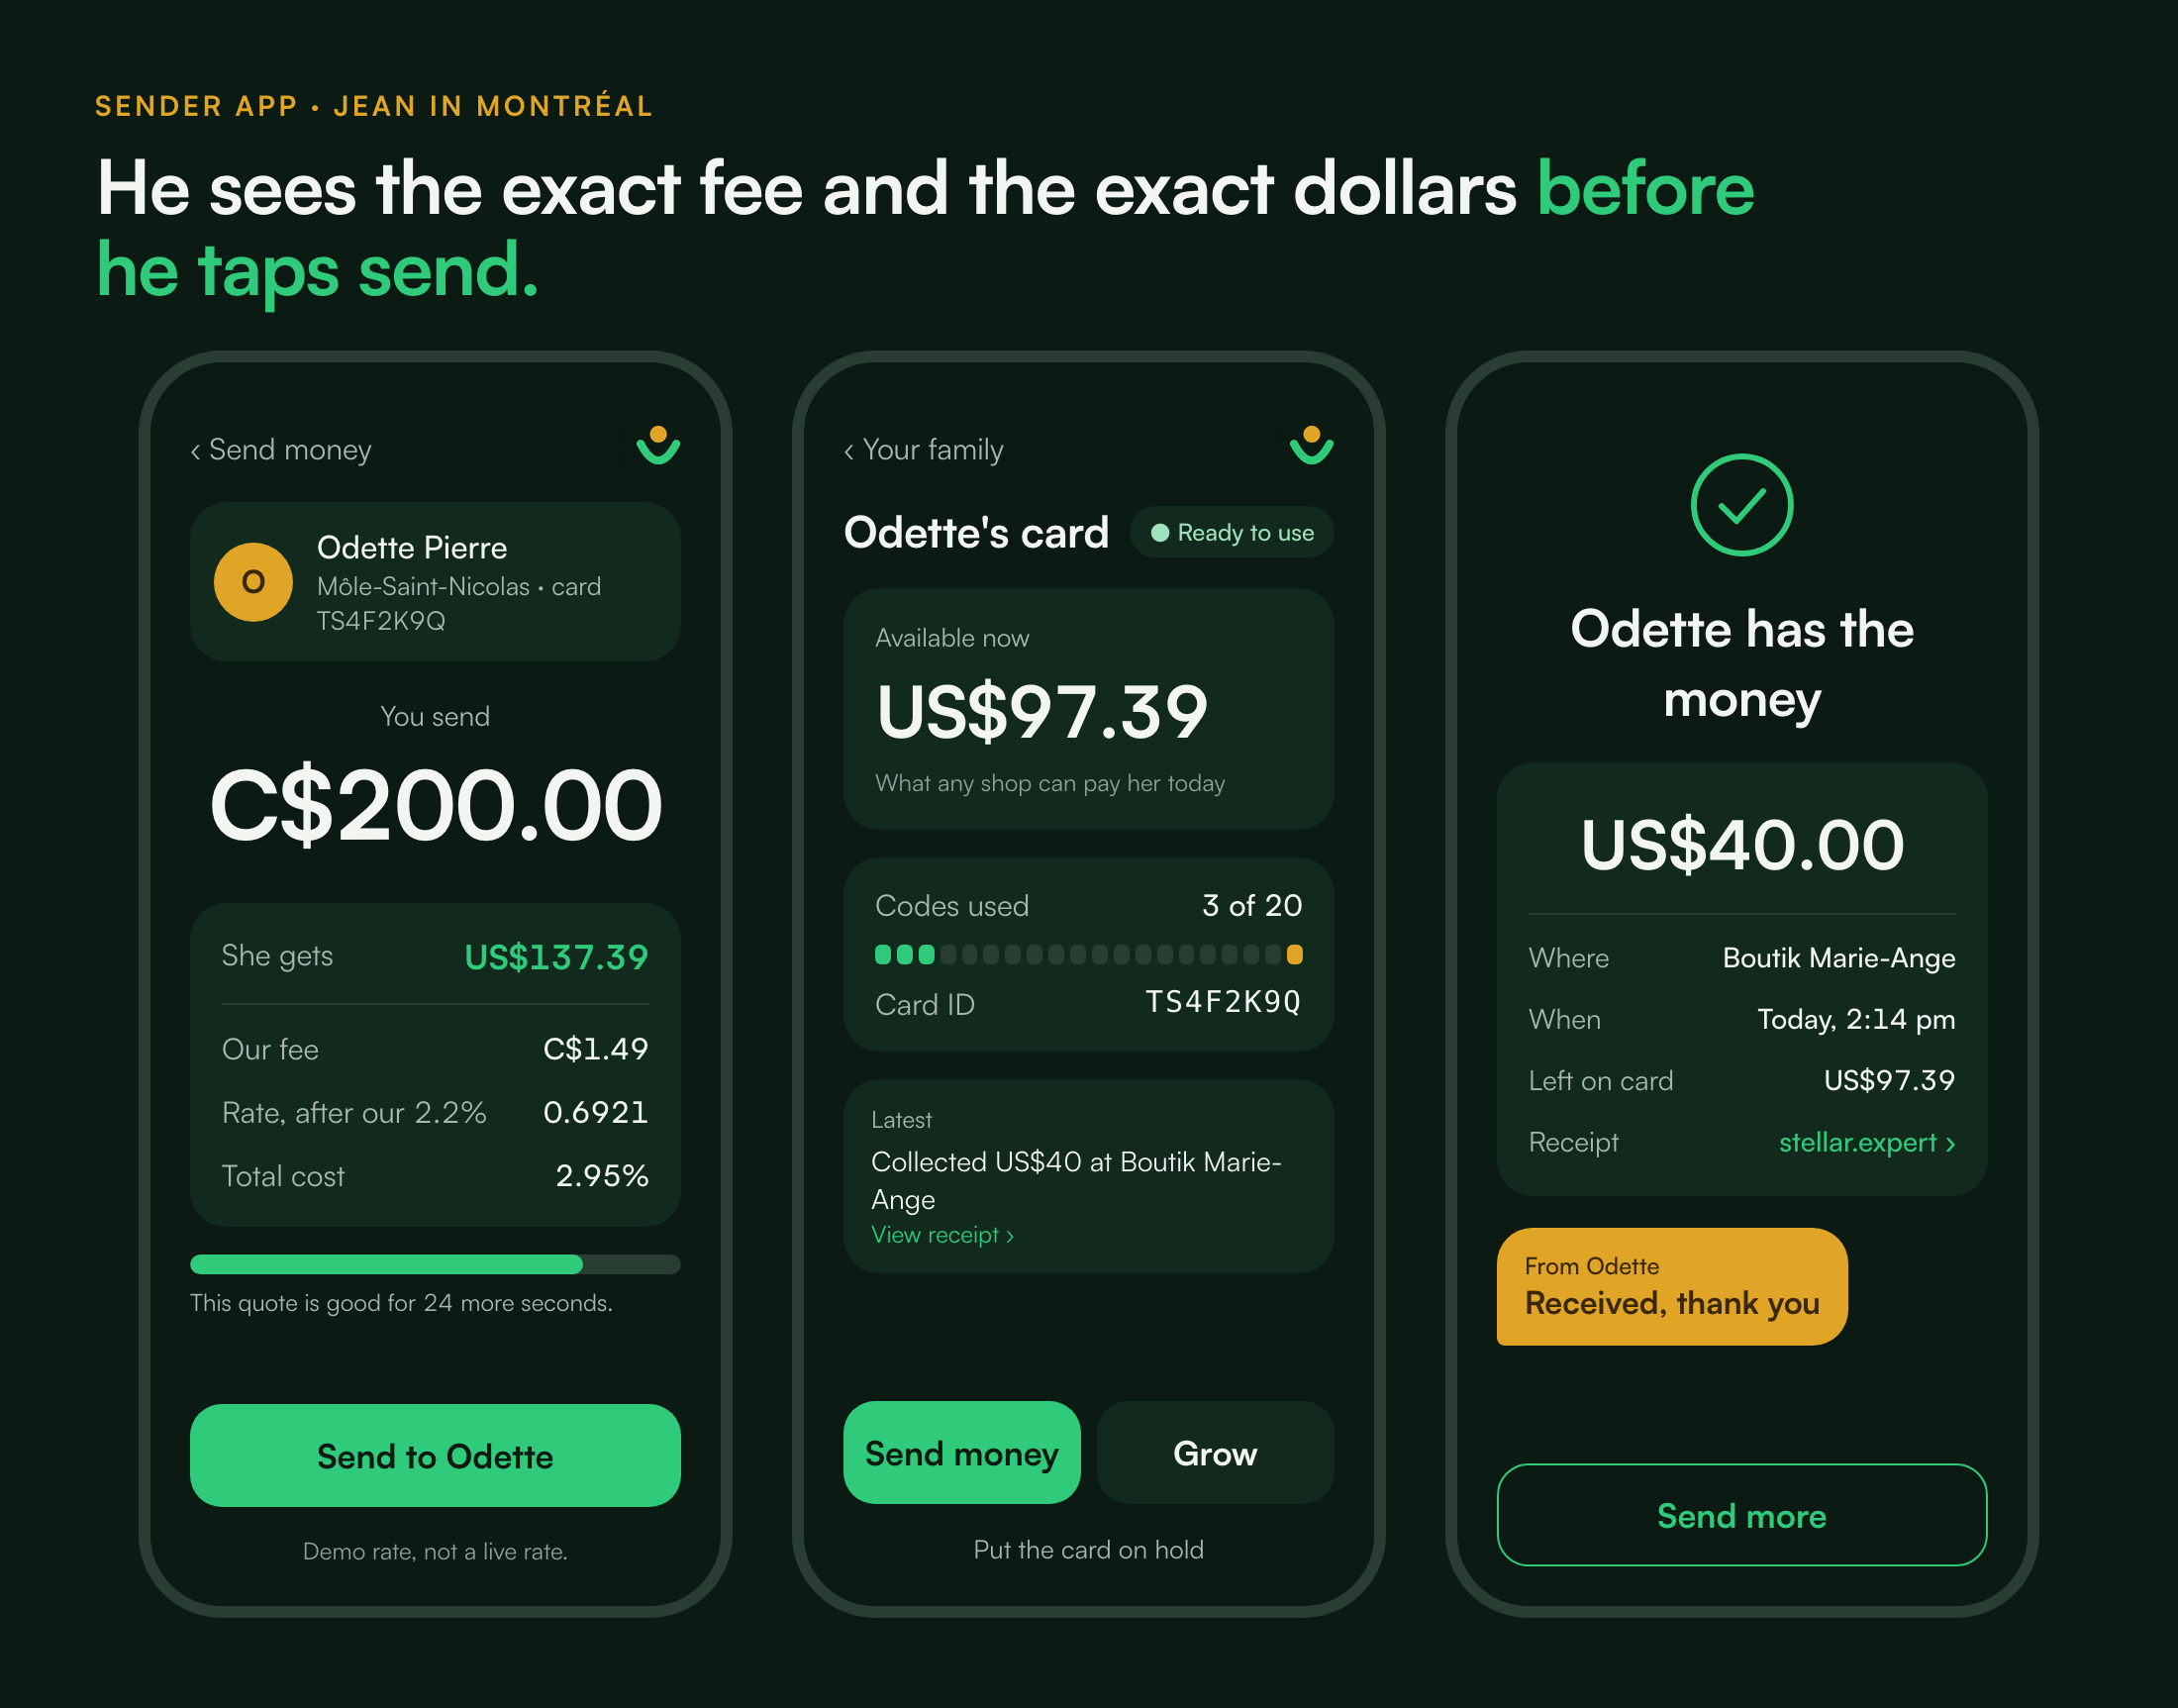 SENDER APP · JEAN IN MONTRÉAL
He sees the exact fee and the exact dollars before
he taps send.
‹ Send money
O
Odette Pierre
Môle-Saint-Nicolas · card
TS4F2K9Q
You send
C$200.00
She gets US$137.39
Our fee C$1.49
Rate, after our 2.2% 0.6921
Total cost 2.95%
This quote is good for 24 more seconds.
Send to Odette
Demo rate, not a live rate.
‹ Your family
Odette's card Ready to use
Available now
US$97.39
What any shop can pay her today
Codes used 3 of 20
Card ID TS4F2K9Q
Latest
Collected US$40 at Boutik Marie-
Ange
View receipt ›
Send money Grow
Put the card on hold
Odette has the
money
US$40.00
Where Boutik Marie-Ange
When Today, 2:14 pm
Left on card US$97.39
Receipt stellar.expert ›
From Odette
Received, thank you
Send more